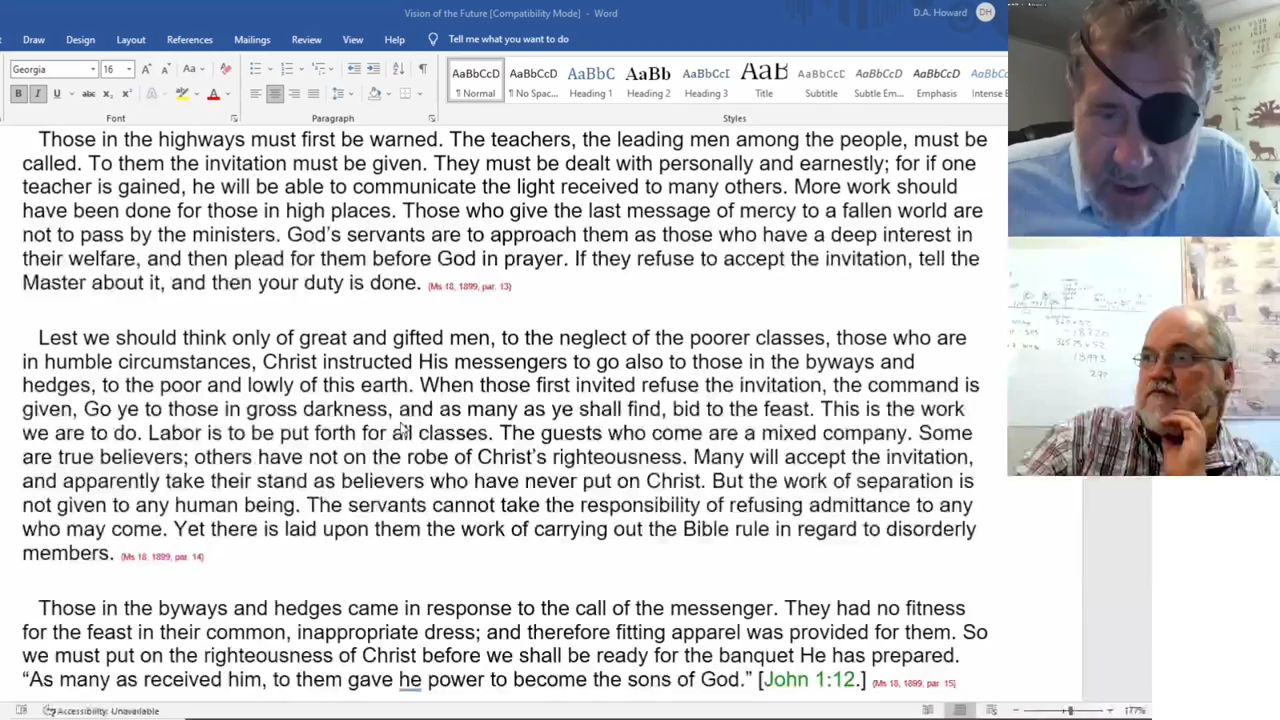 Vision of the Future [Compatibility Mode] - Word
D.A. Howard
DH
Draw Design Layout References Mailings Review View Help Tell me what you want to do
Georgia 16
Font
Paragraph
AaBbCcD AaBbCcD AaBbC AaBb AaBbCcI AaB AaBbCcD AaBbCcD AaBbCcD AaBbCc
¶ Normal ¶ No Spac... Heading 1 Heading 2 Heading 3 Title Subtitle Subtle Em... Emphasis Intense E
Styles
Those in the highways must first be warned. The teachers, the leading men among the people, must be
called. To them the invitation must be given. They must be dealt with personally and earnestly; for if one
teacher is gained, he will be able to communicate the light received to many others. More work should
have been done for those in high places. Those who give the last message of mercy to a fallen world are
not to pass by the ministers. God's servants are to approach them as those who have a deep interest in
their welfare, and then plead for them before God in prayer. If they refuse to accept the invitation, tell the
Master about it, and then your duty is done. (Ms 18, 1899, par. 13)
Lest we should think only of great and gifted men, to the neglect of the poorer classes, those who are
in humble circumstances, Christ instructed His messengers to go also to those in the byways and
hedges, to the poor and lowly of this earth. When those first invited refuse the invitation, the command is
given, Go ye to those in gross darkness, and as many as ye shall find, bid to the feast. This is the work
we are to do. Labor is to be put forth for all classes. The guests who come are a mixed company. Some
are true believers; others have not on the robe of Christ's righteousness. Many will accept the invitation,
and apparently take their stand as believers who have never put on Christ. But the work of separation is
not given to any human being. The servants cannot take the responsibility of refusing admittance to any
who may come. Yet there is laid upon them the work of carrying out the Bible rule in regard to disorderly
members. (Ms 18, 1899, par. 14)
Those in the byways and hedges came in response to the call of the messenger. They had no fitness
for the feast in their common, inappropriate dress; and therefore fitting apparel was provided for them. So
we must put on the righteousness of Christ before we shall be ready for the banquet He has prepared.
“As many as received him, to them gave he power to become the sons of God.” [John 1:12.] (Ms 18, 1899, par. 15)
Accessibility: Unavailable
177%